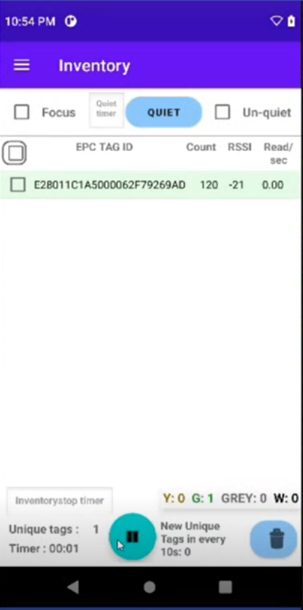 10:54 PM
Inventory
Focus
Quiet
timer
QUIET
Un-quiet
EPC TAG ID Count RSSI Read/
sec
E28011C1A5000062F79269AD 120 -21 0.00
Inventorystop timer
Y: 0 G: 1 GREY: 0 W: 0
Unique tags : 1
Timer : 00:01
New Unique
Tags in every
10s: 0